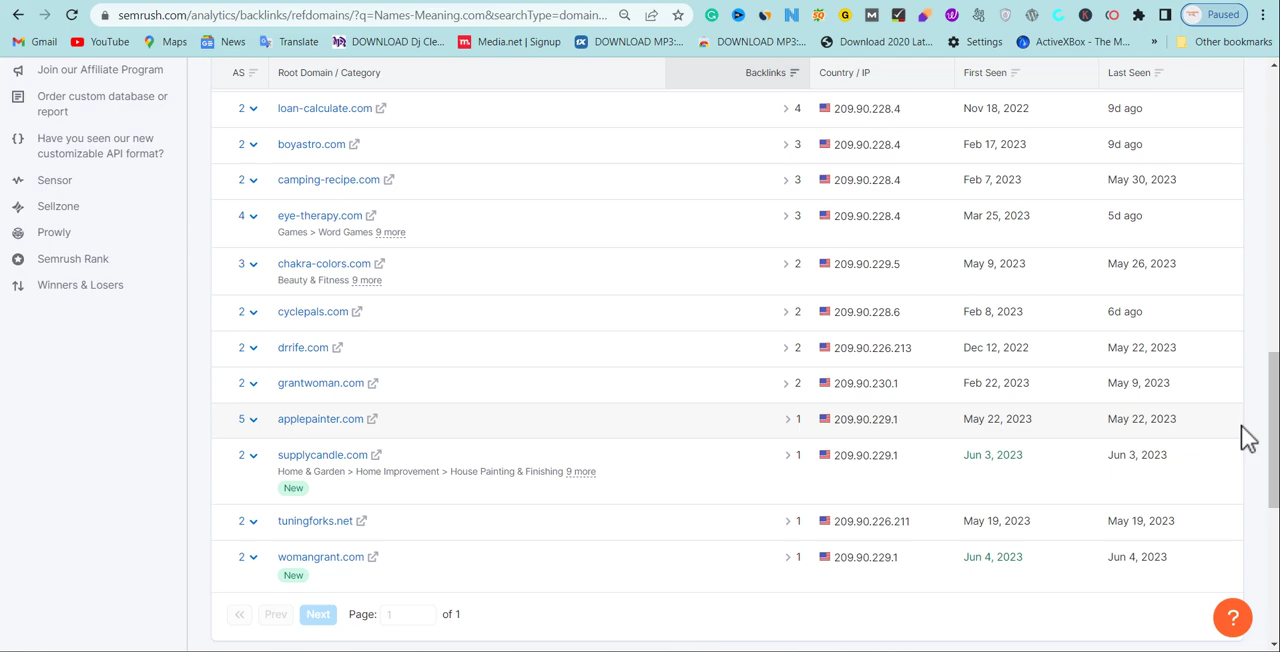 semrush.com/analytics/backlinks/refdomains/?q=Names-Meaning.com&searchType=domain...
Paused
Gmail YouTube Maps News Translate DOWNLOAD Dj Cle... Media.net | Signup DOWNLOAD MP3:... DOWNLOAD MP3:... Download 2020 Lat... Settings ActiveXBox - The M... » Other bookmarks
Join our Affiliate Program
Order custom database or
report
Have you seen our new
customizable API format?
Sensor
Sellzone
Prowly
Semrush Rank
Winners & Losers
AS Root Domain / Category Backlinks Country / IP First Seen Last Seen
2 loan-calculate.com 4 209.90.228.4 Nov 18, 2022 9d ago
2 boyastro.com 3 209.90.228.4 Feb 17, 2023 9d ago
2 camping-recipe.com 3 209.90.228.4 Feb 7, 2023 May 30, 2023
4 eye-therapy.com 3 209.90.228.4 Mar 25, 2023 5d ago
Games > Word Games 9 more
3 chakra-colors.com 2 209.90.229.5 May 9, 2023 May 26, 2023
Beauty & Fitness 9 more
2 cyclepals.com 2 209.90.228.6 Feb 8, 2023 6d ago
2 drrife.com 2 209.90.226.213 Dec 12, 2022 May 22, 2023
2 grantwoman.com 2 209.90.230.1 Feb 22, 2023 May 9, 2023
5 applepainter.com 1 209.90.229.1 May 22, 2023 May 22, 2023
2 supplycandle.com 1 209.90.229.1 Jun 3, 2023 Jun 3, 2023
Home & Garden > Home Improvement > House Painting & Finishing 9 more
New
2 tuningforks.net 1 209.90.226.211 May 19, 2023 May 19, 2023
2 womangrant.com 1 209.90.229.1 Jun 4, 2023 Jun 4, 2023
New
Prev Next Page: 1 of 1
?